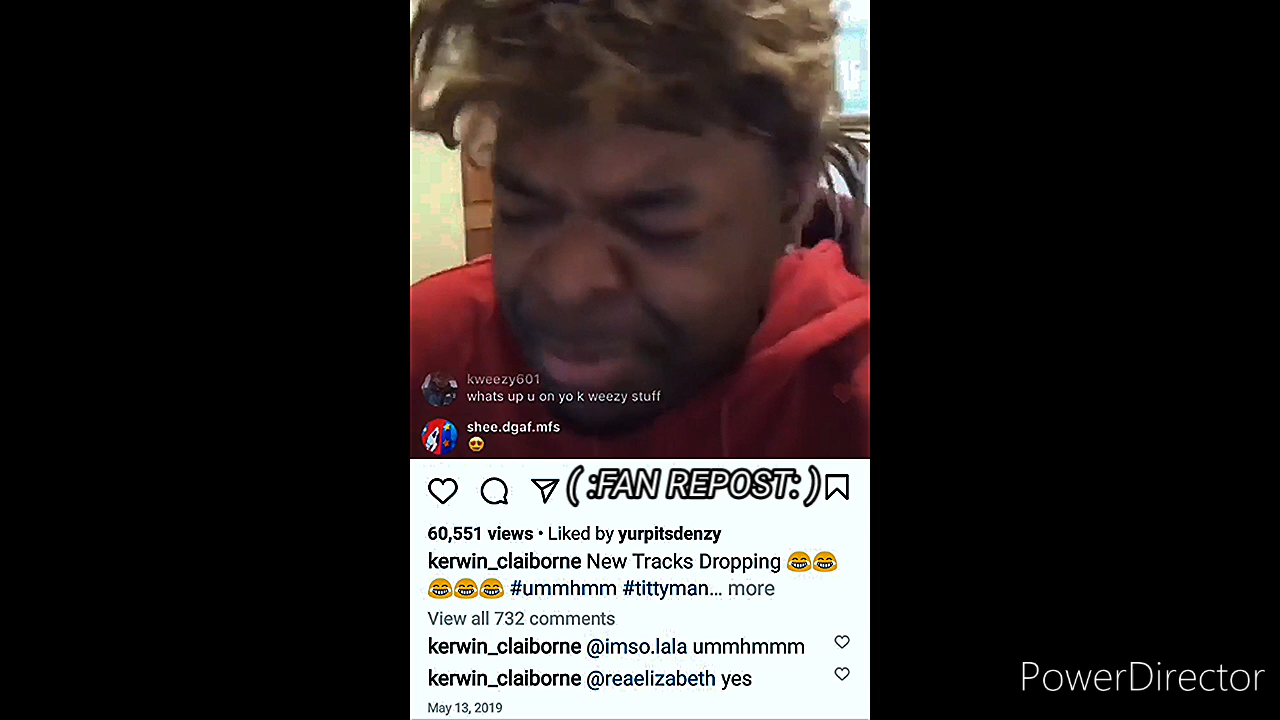 kweezy601
whats up u on yo k weezy stuff
shee.dgaf.mfs
😍
( :FAN REPOST: )
60,551 views • Liked by yurpitsdenzy
kerwin_claiborne New Tracks Dropping 😂😂
😂😂😂 #ummhmm #tittyman... more
View all 732 comments
kerwin_claiborne @imso.lala ummhmmm
kerwin_claiborne @reaelizabeth yes
May 13, 2019
PowerDirector